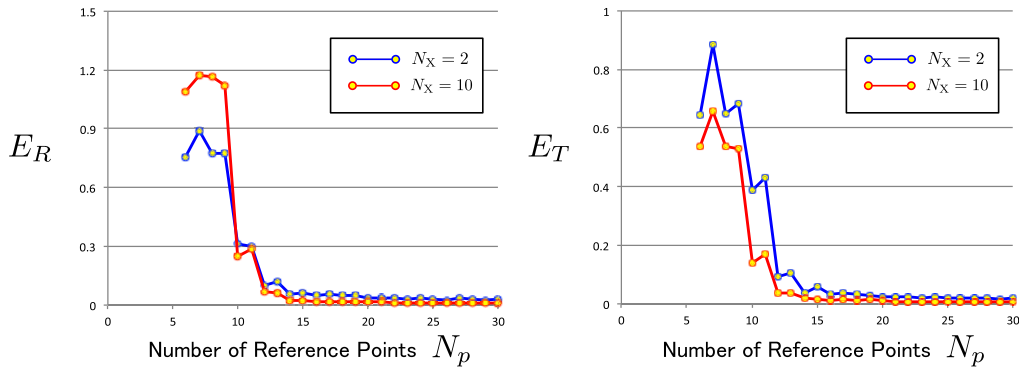 1.5
1.2
0.9
0.6
0.3
0
0 5 10 15 20 25 30
E_R
N_X = 2
N_X = 10
Number of Reference Points N_p
1
0.8
0.6
0.4
0.2
0
0 5 10 15 20 25 30
E_T
N_X = 2
N_X = 10
Number of Reference Points N_p